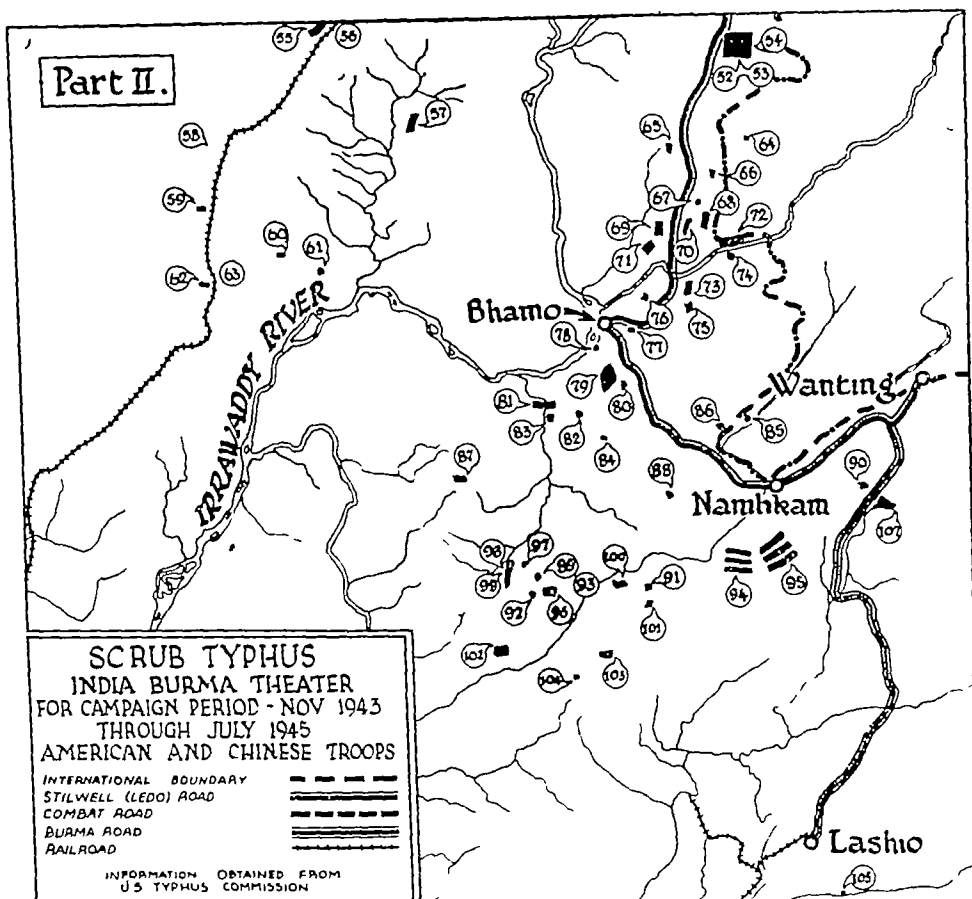 Part II.
55 56
54
52 53
57
58
65
64
66
59
67
68
69
70
72
60
61
71
74
62 63
73
Bhamo
76
75
78
77
IRRAWADDY RIVER
79
80
Wanting
81
83
82
86
85
84
87
88
90
Namhkam
107
98
97
99
89
93
100
91
94
95
92
96
101
102
103
104
Lashio
105
SCRUB TYPHUS
INDIA BURMA THEATER
FOR CAMPAIGN PERIOD - NOV 1943
THROUGH JULY 1945
AMERICAN AND CHINESE TROOPS
INTERNATIONAL BOUNDARY
STILWELL (LEDO) ROAD
COMBAT ROAD
BURMA ROAD
RAILROAD
INFORMATION OBTAINED FROM
U S TYPHUS COMMISSION